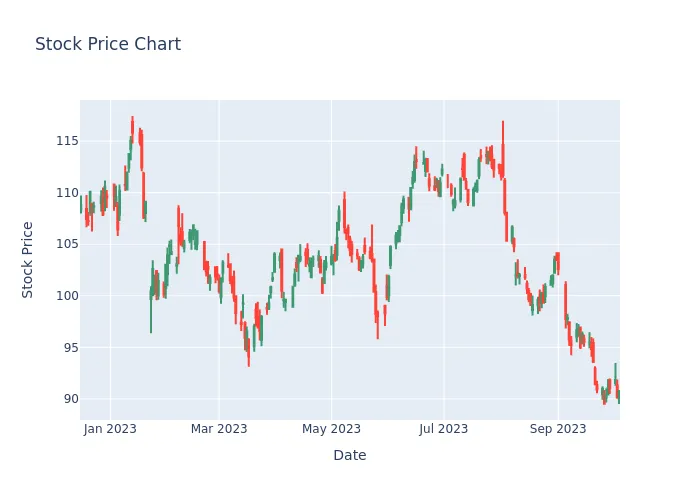 Stock Price Chart
115
110
105
100
95
90
Stock Price
Jan 2023
Mar 2023
May 2023
Jul 2023
Sep 2023
Date